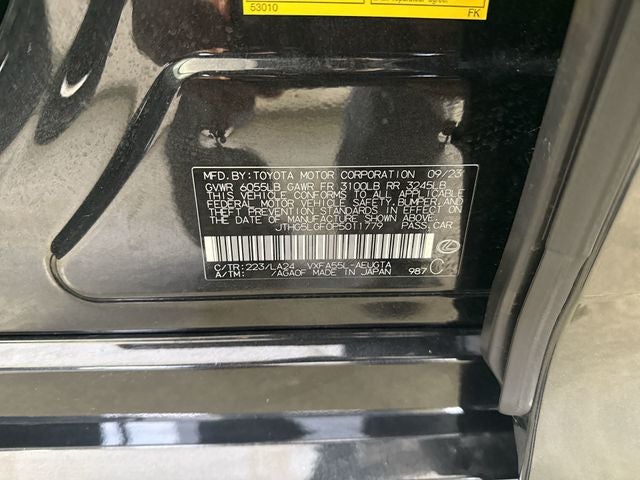 53010
FK
MFD. BY: TOYOTA MOTOR CORPORATION 09/23
GVWR 6055LB GAWR FR 3100LB RR 3245LB
THIS VEHICLE CONFORMS TO ALL APPLICABLE
FEDERAL MOTOR VEHICLE SAFETY, BUMPER, AND
THEFT PREVENTION STANDARDS IN EFFECT ON
THE DATE OF MANUFACTURE SHOWN ABOVE.
JTHG5LGF0P5011779 PASS. CAR
C/TR: 223/LA24 VXFA55L-AEUGTA
A/TM: /AGA0F MADE IN JAPAN 987 C